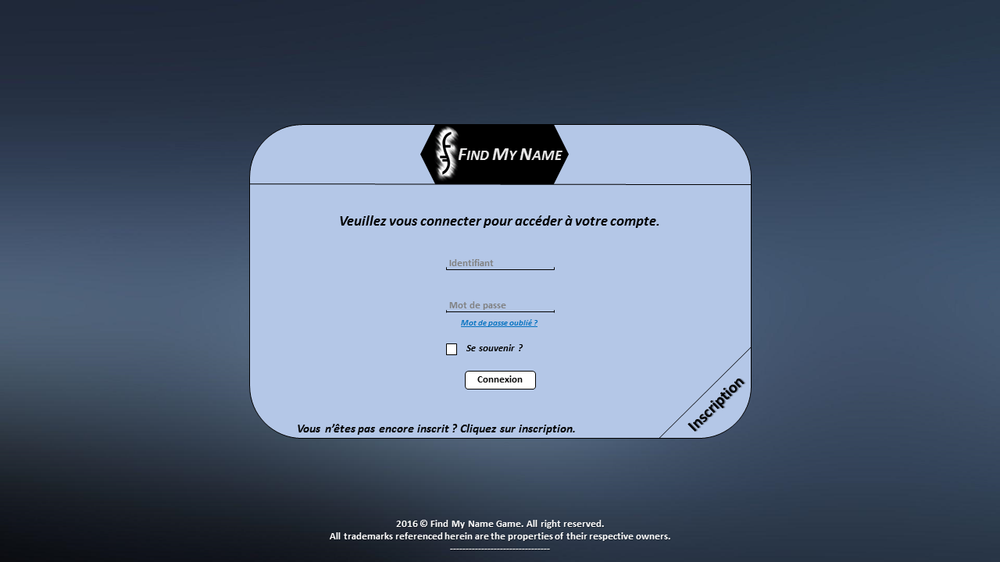 FIND MY NAME
Veuillez vous connecter pour accéder à votre compte.
Identifiant
Mot de passe
Mot de passe oublié ?
Se souvenir ?
Connexion
Inscription
Vous n’êtes pas encore inscrit ? Cliquez sur inscription.
2016 © Find My Name Game. All right reserved.
All trademarks referenced herein are the properties of their respective owners.
--------------------------------